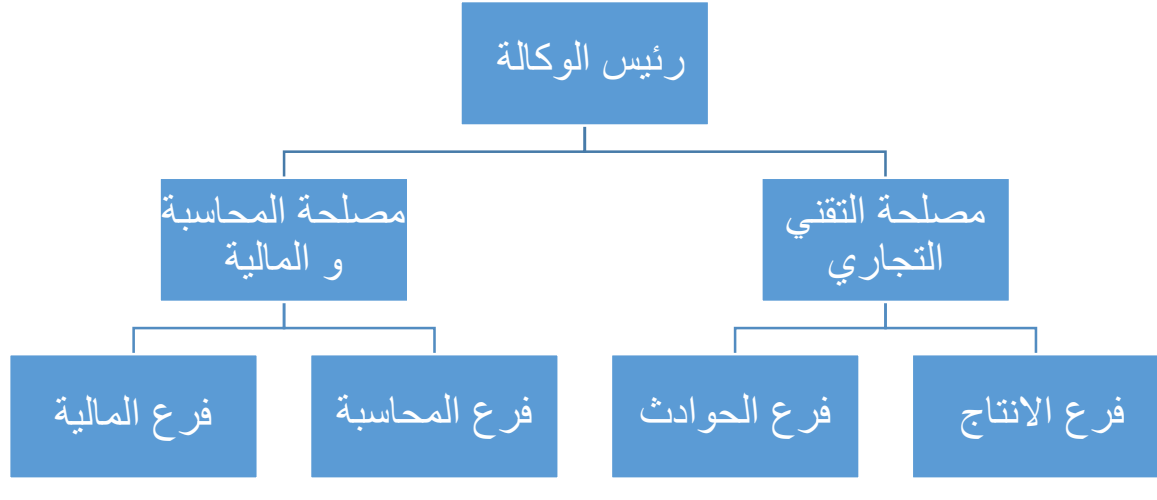 رئيس الوكالة
مصلحة التقني
التجاري
مصلحة المحاسبة
و المالية
فرع الانتاج
فرع الحوادث
فرع المحاسبة
فرع المالية